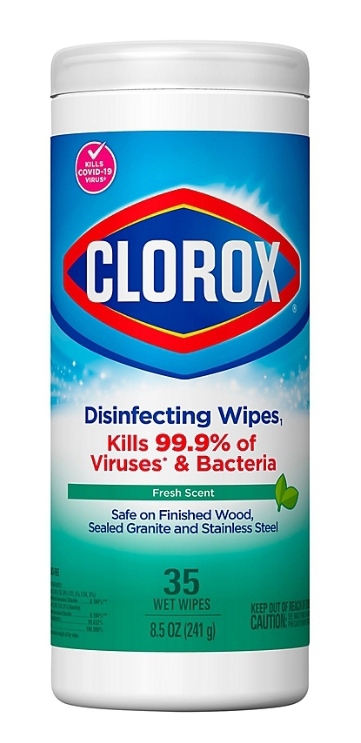 KILLS
COVID-19
VIRUS*
CLOROX
®
Disinfecting Wipes₁
Kills 99.9% of
Viruses* & Bacteria
Fresh Scent
Safe on Finished Wood,
Sealed Granite and Stainless Steel
35
WET WIPES
8.5 OZ (241 g)
KEEP OUT OF REACH OF
CAUTION: